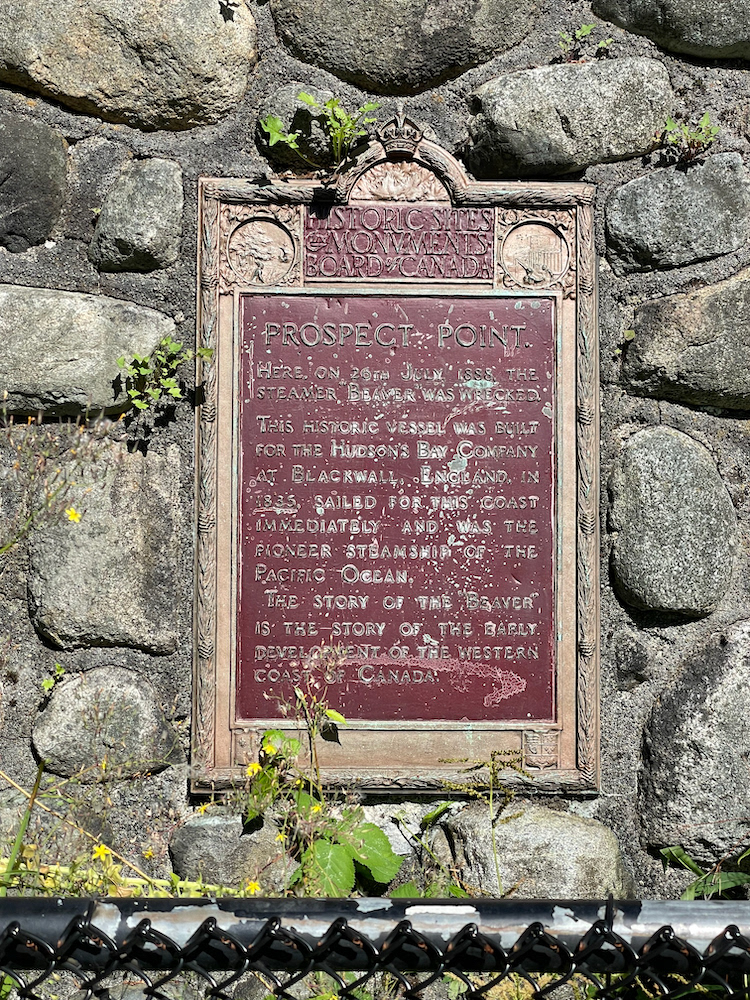 HISTORIC SITES
AND MONUMENTS
BOARD OF CANADA
PROSPECT POINT.
HERE, ON 26TH JULY, 1888, THE
STEAMER "BEAVER" WAS WRECKED.
THIS HISTORIC VESSEL WAS BUILT
FOR THE HUDSON'S BAY COMPANY
AT BLACKWALL, ENGLAND, IN
1835, SAILED FOR THIS COAST
IMMEDIATELY AND WAS THE
PIONEER STEAMSHIP OF THE
PACIFIC OCEAN.
THE STORY OF THE "BEAVER"
IS THE STORY OF THE EARLY
DEVELOPMENT OF THE WESTERN
COAST OF CANADA.